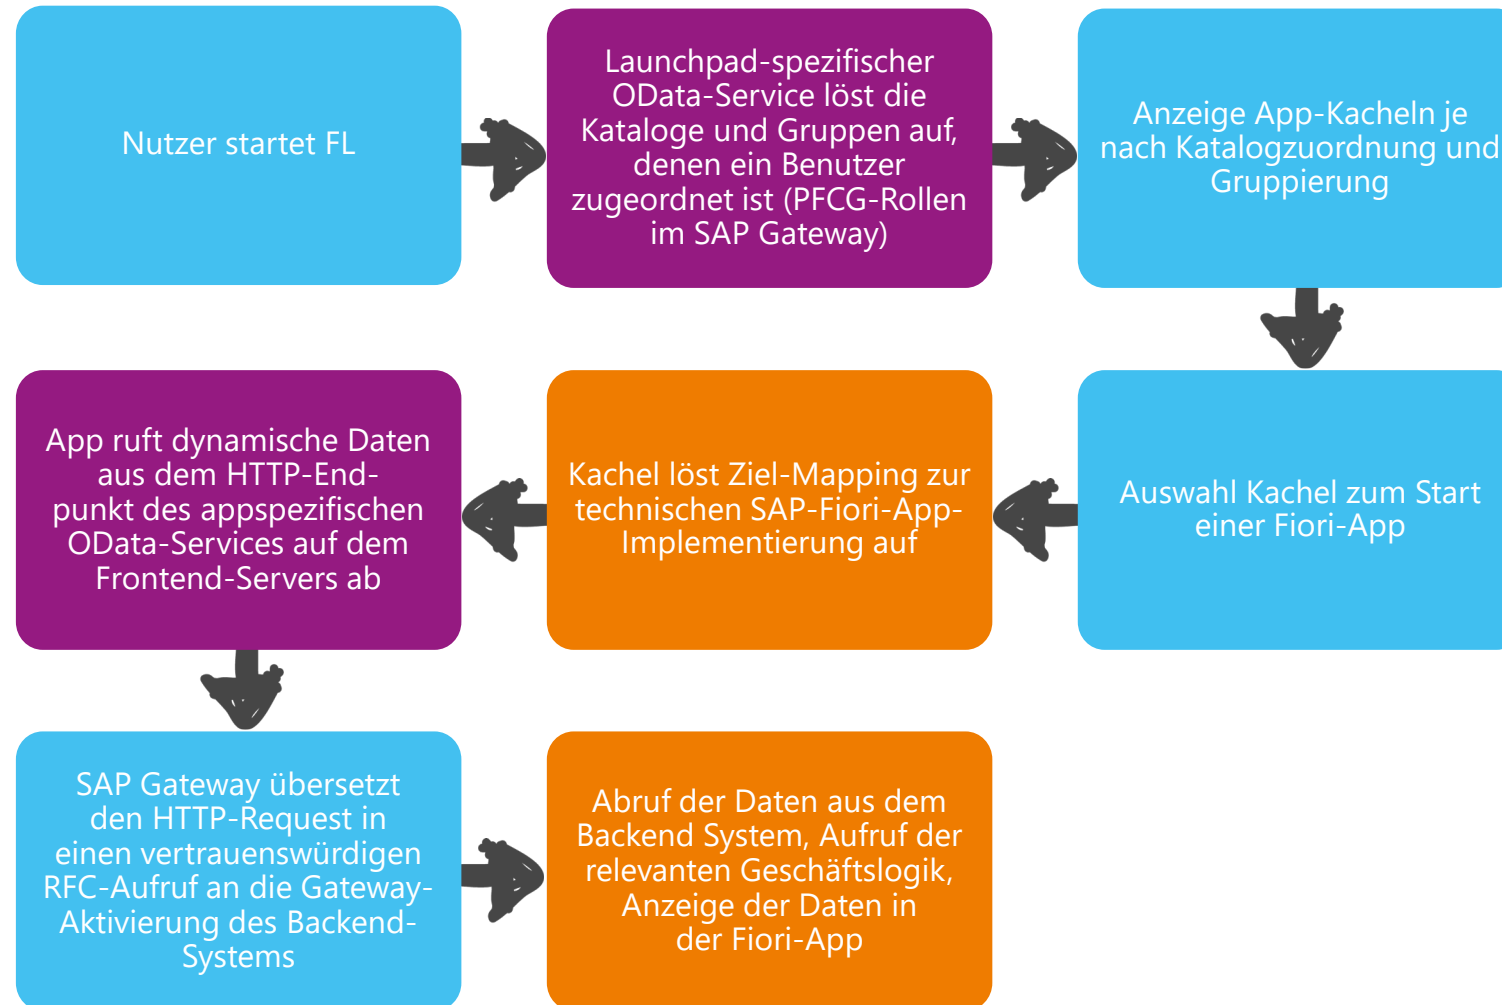 Nutzer startet FL
Launchpad-spezifischer
OData-Service löst die
Kataloge und Gruppen auf,
denen ein Benutzer
zugeordnet ist (PFCG-Rollen
im SAP Gateway)
Anzeige App-Kacheln je
nach Katalogzuordnung und
Gruppierung
Auswahl Kachel zum Start
einer Fiori-App
Kachel löst Ziel-Mapping zur
technischen SAP-Fiori-App-
Implementierung auf
App ruft dynamische Daten
aus dem HTTP-End-
punkt des appspezifischen
OData-Services auf dem
Frontend-Servers ab
SAP Gateway übersetzt
den HTTP-Request in
einen vertrauenswürdigen
RFC-Aufruf an die Gateway-
Aktivierung des Backend-
Systems
Abruf der Daten aus dem
Backend System, Aufruf der
relevanten Geschäftslogik,
Anzeige der Daten in
der Fiori-App